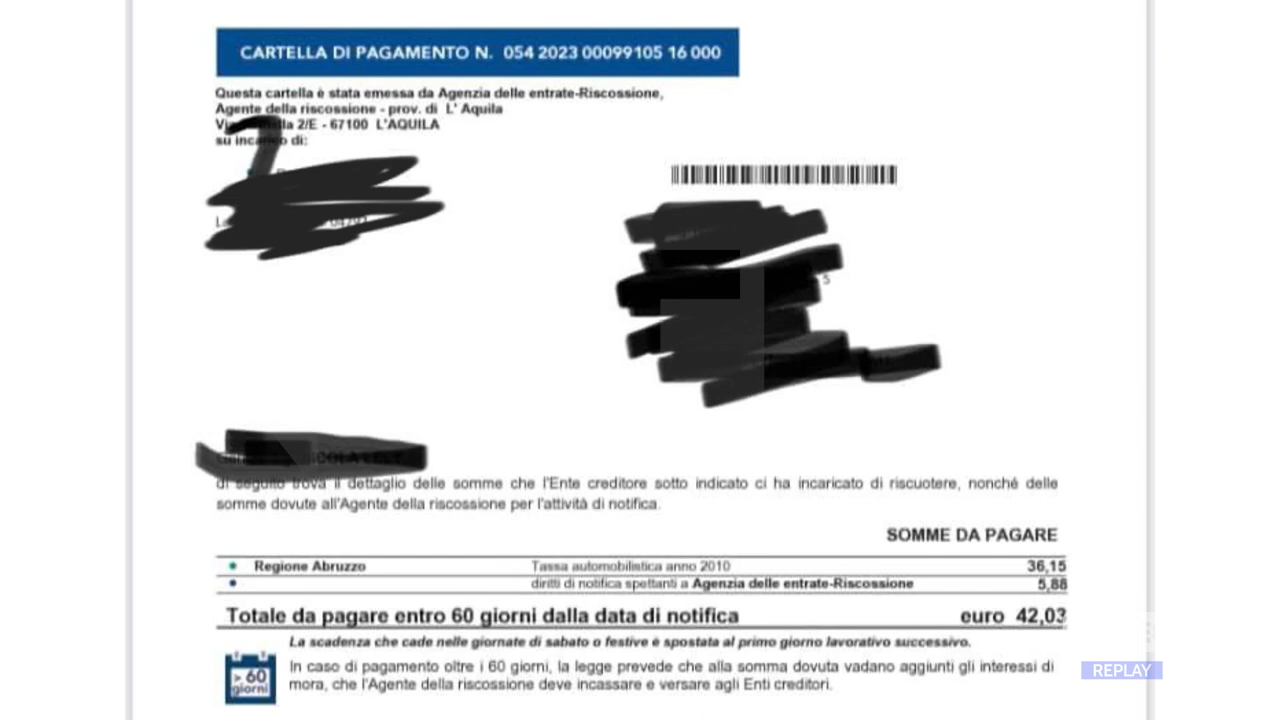 CARTELLA DI PAGAMENTO N. 054 2023 00099105 16 000
Questa cartella è stata emessa da Agenzia delle entrate-Riscossione,
Agente della riscossione - prov. di L' Aquila
2/E - 67100 L'AQUILA
su incarico di:
di seguito trova il dettaglio delle somme che l'Ente creditore sotto indicato ci ha incaricato di riscuotere, nonché delle
somme dovute all'Agente della riscossione per l'attività di notifica.
SOMME DA PAGARE
Regione Abruzzo Tassa automobilistica anno 2010 36,15
diritti di notifica spettanti a Agenzia delle entrate-Riscossione 5,88
Totale da pagare entro 60 giorni dalla data di notifica euro 42,03
La scadenza che cade nelle giornate di sabato o festive è spostata al primo giorno lavorativo successivo.
> 60
giorni
In caso di pagamento oltre i 60 giorni, la legge prevede che alla somma dovuta vadano aggiunti gli interessi di
mora, che l'Agente della riscossione deve incassare e versare agli Enti creditori.
REPLAY